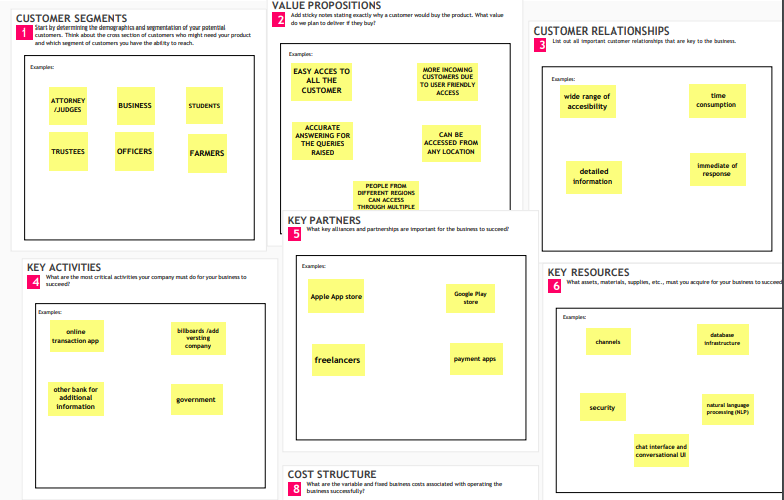 CUSTOMER SEGMENTS
1
Start by determining the demographics and segmentation of your potential
customers. Think about the cross section of customers who might need your product
and which segment of customers you have the ability to reach.
Examples:
ATTORNEY
/JUDGES
BUSINESS
STUDENTS
TRUSTEES
OFFICERS
FARMERS
VALUE PROPOSITIONS
2
Add sticky notes stating exactly why a customer would buy the product. What value
do we plan to deliver if they buy?
Examples:
EASY ACCES TO
ALL THE
CUSTOMER
MORE INCOMING
CUSTOMERS DUE
TO USER FRIENDLY
ACCESS
ACCURATE
ANSWERING FOR
THE QUERIES
RAISED
CAN BE
ACCESSED FROM
ANY LOCATION
PEOPLE FROM
DIFFERENT REGIONS
CAN ACCESS
THROUGH MULTIPLE
CUSTOMER RELATIONSHIPS
3
List out all important customer relationships that are key to the business.
Examples:
wide range of
accesibility
time
consumption
detailed
information
immediate of
response
KEY ACTIVITIES
4
What are the most critical activities your company must do for your business to
succeed?
Examples:
online
transaction app
billboards /add
versting
company
other bank for
additional
information
government
KEY PARTNERS
5
What key alliances and partnerships are important for the business to succeed?
Examples:
Apple App store
Google Play
store
freelancers
payment apps
KEY RESOURCES
6
What assets, materials, supplies, etc., must you acquire for your business to succeed
Examples:
channels
database
infrastructure
security
natural language
processing (NLP)
chat interface and
conversational UI
COST STRUCTURE
8
What are the variable and fixed business costs associated with operating the
business successfully?